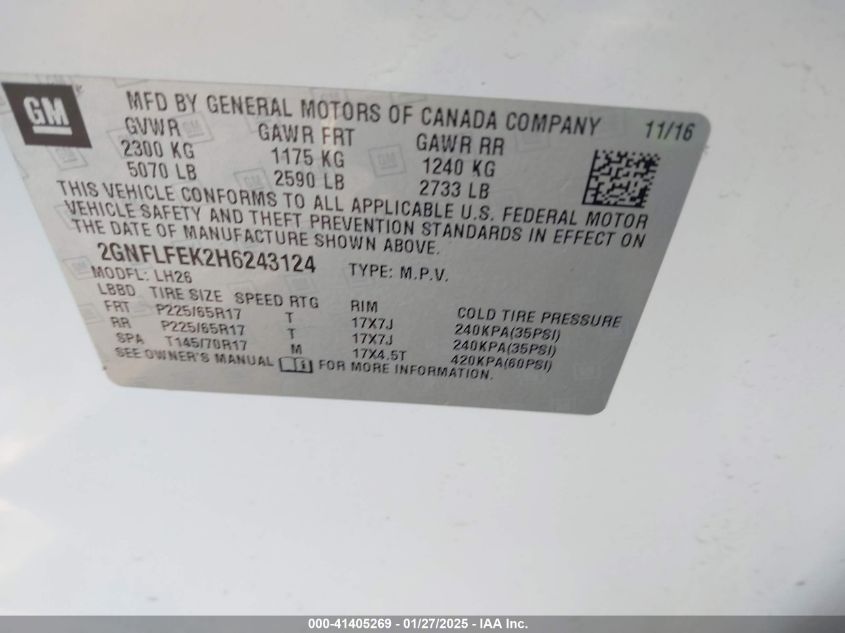 GM
MFD BY GENERAL MOTORS OF CANADA COMPANY 11/16
GVWR GAWR FRT GAWR RR
2300 KG 1175 KG 1240 KG
5070 LB 2590 LB 2733 LB
THIS VEHICLE CONFORMS TO ALL APPLICABLE U.S. FEDERAL MOTOR
VEHICLE SAFETY AND THEFT PREVENTION STANDARDS IN EFFECT ON
THE DATE OF MANUFACTURE SHOWN ABOVE.
2GNFLFEK2H6243124 TYPE: M.P.V.
MODEL: LH26
LBBD TIRE SIZE SPEED RTG RIM COLD TIRE PRESSURE
FRT P225/65R17 T 17X7J 240KPA(35PSI)
RR P225/65R17 T 17X7J 240KPA(35PSI)
SPA T145/70R17 M 17X4.5T 420KPA(60PSI)
SEE OWNER'S MANUAL FOR MORE INFORMATION.
000-41405269 - 01/27/2025 - IAA Inc.